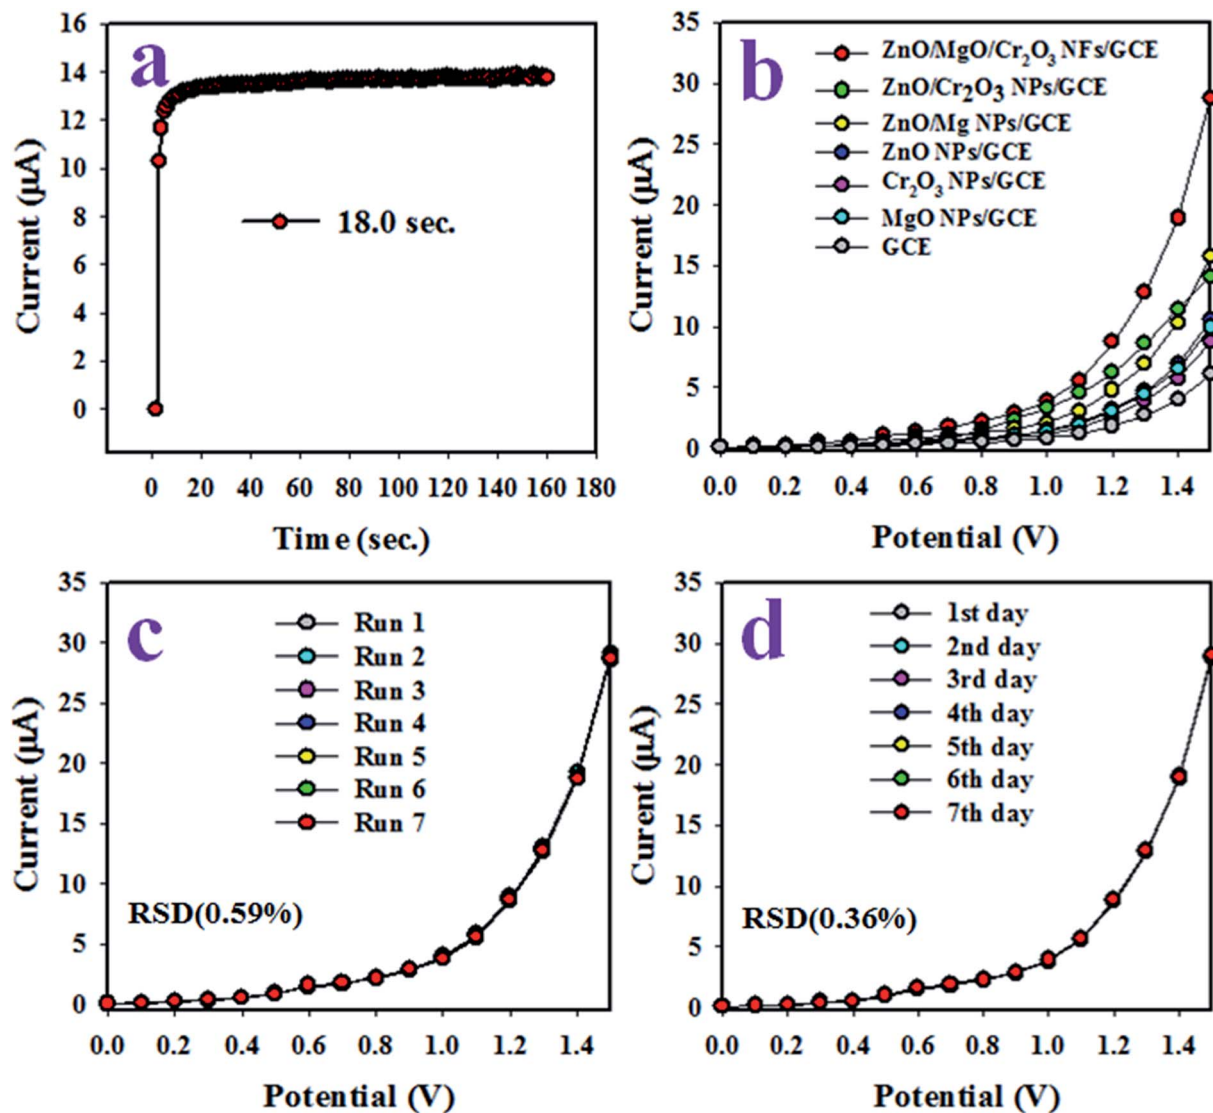 a
16
14
12
10
8
6
4
2
0
Current (µA)
18.0 sec.
0 20 40 60 80 100 120 140 160 180
Time (sec.)
b
35
30
25
20
15
10
5
0
Current (µA)
ZnO/MgO/Cr₂O₃ NFs/GCE
ZnO/Cr₂O₃ NPs/GCE
ZnO/Mg NPs/GCE
ZnO NPs/GCE
Cr₂O₃ NPs/GCE
MgO NPs/GCE
GCE
0.0 0.2 0.4 0.6 0.8 1.0 1.2 1.4
Potential (V)
c
35
30
25
20
15
10
5
0
Current (µA)
Run 1
Run 2
Run 3
Run 4
Run 5
Run 6
Run 7
RSD(0.59%)
0.0 0.2 0.4 0.6 0.8 1.0 1.2 1.4
Potential (V)
d
35
30
25
20
15
10
5
0
Curent (µA)
1st day
2nd day
3rd day
4th day
5th day
6th day
7th day
RSD(0.36%)
0.0 0.2 0.4 0.6 0.8 1.0 1.2 1.4
Potential (V)